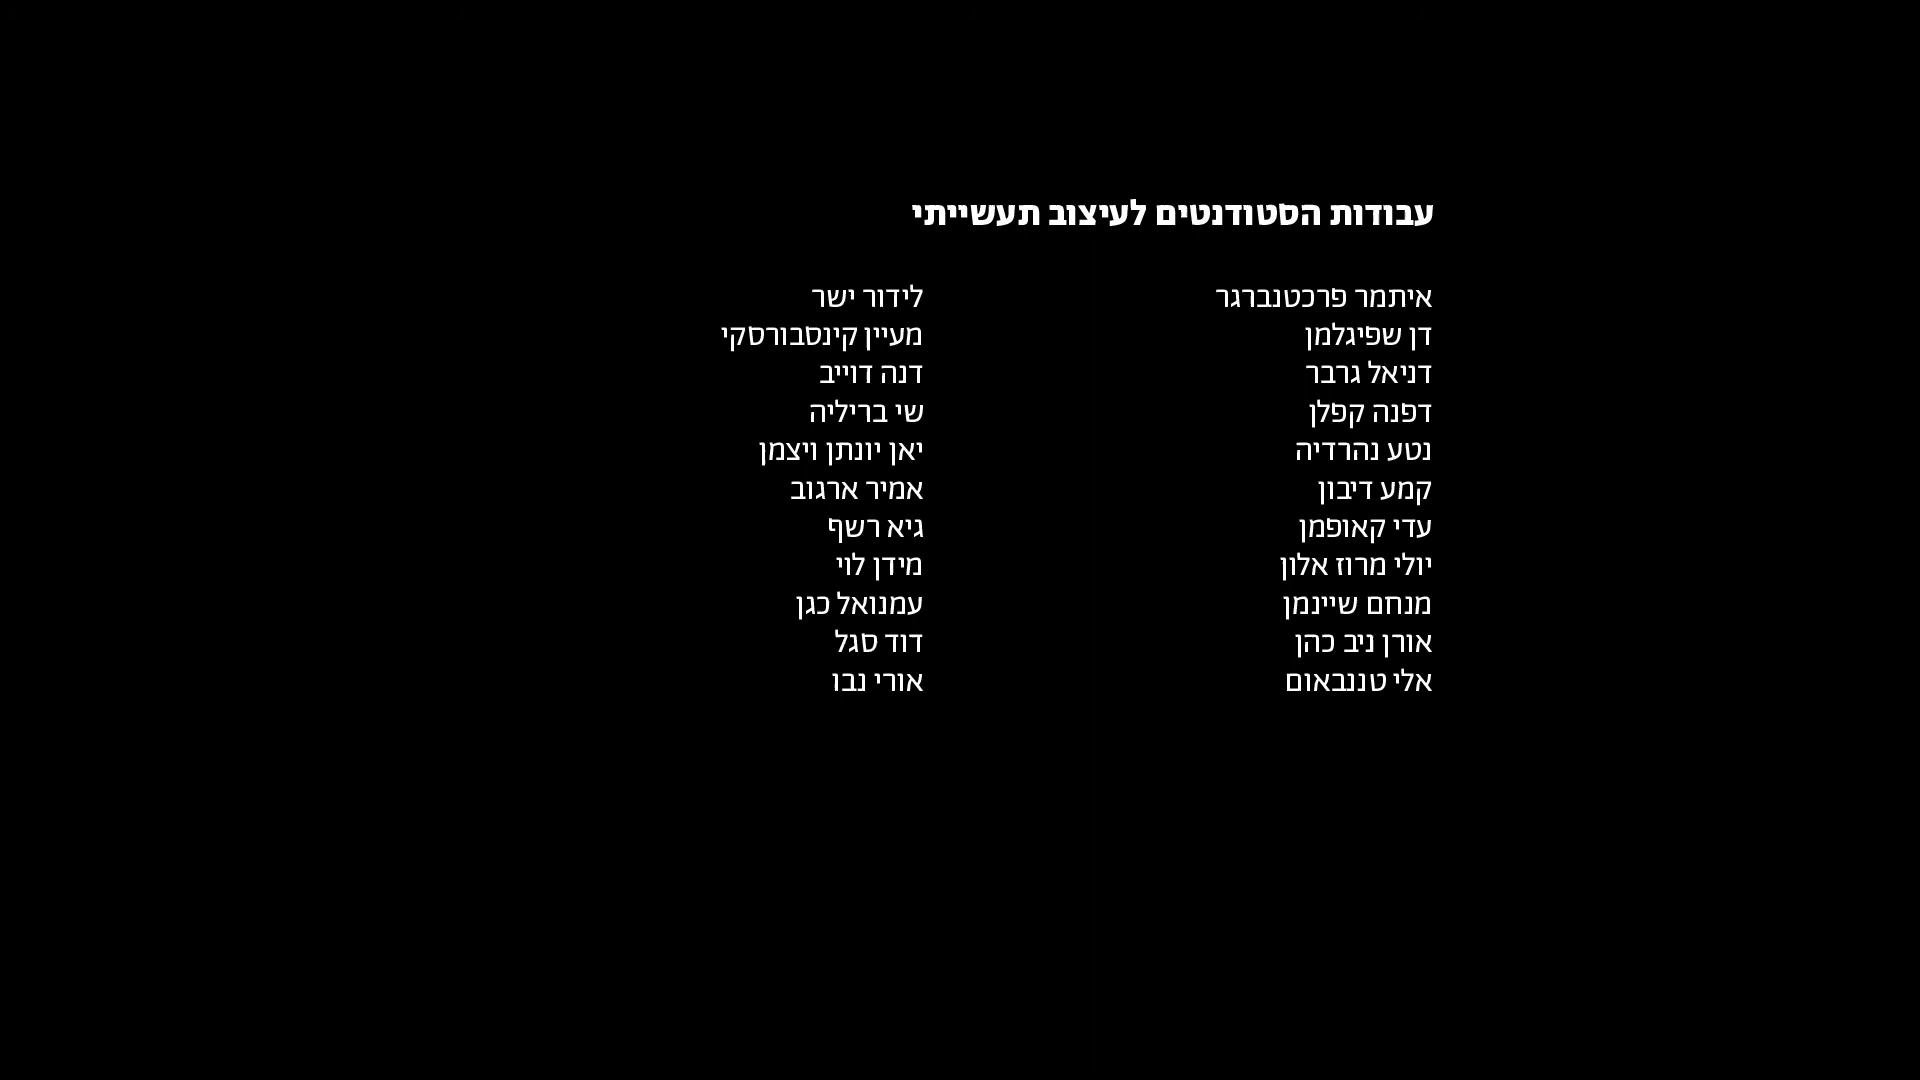 עבודות הסטודנטים לעיצוב תעשייתי
איתמר פרכטנברגר
דן שפיגלמן
דניאל גרבר
דפנה קפלן
נטע נהרדיה
קמע דיבון
עדי קאופמן
יולי מרוז אלון
מנחם שיינמן
אורן ניב כהן
אלי טננבאום
לידור ישר
מעיין קינסבורסקי
דנה דוייב
שי בריליה
יאן יונתן ויצמן
אמיר ארגוב
גיא רשף
מידן לוי
עמנואל כגן
דוד סגל
אורי נבו